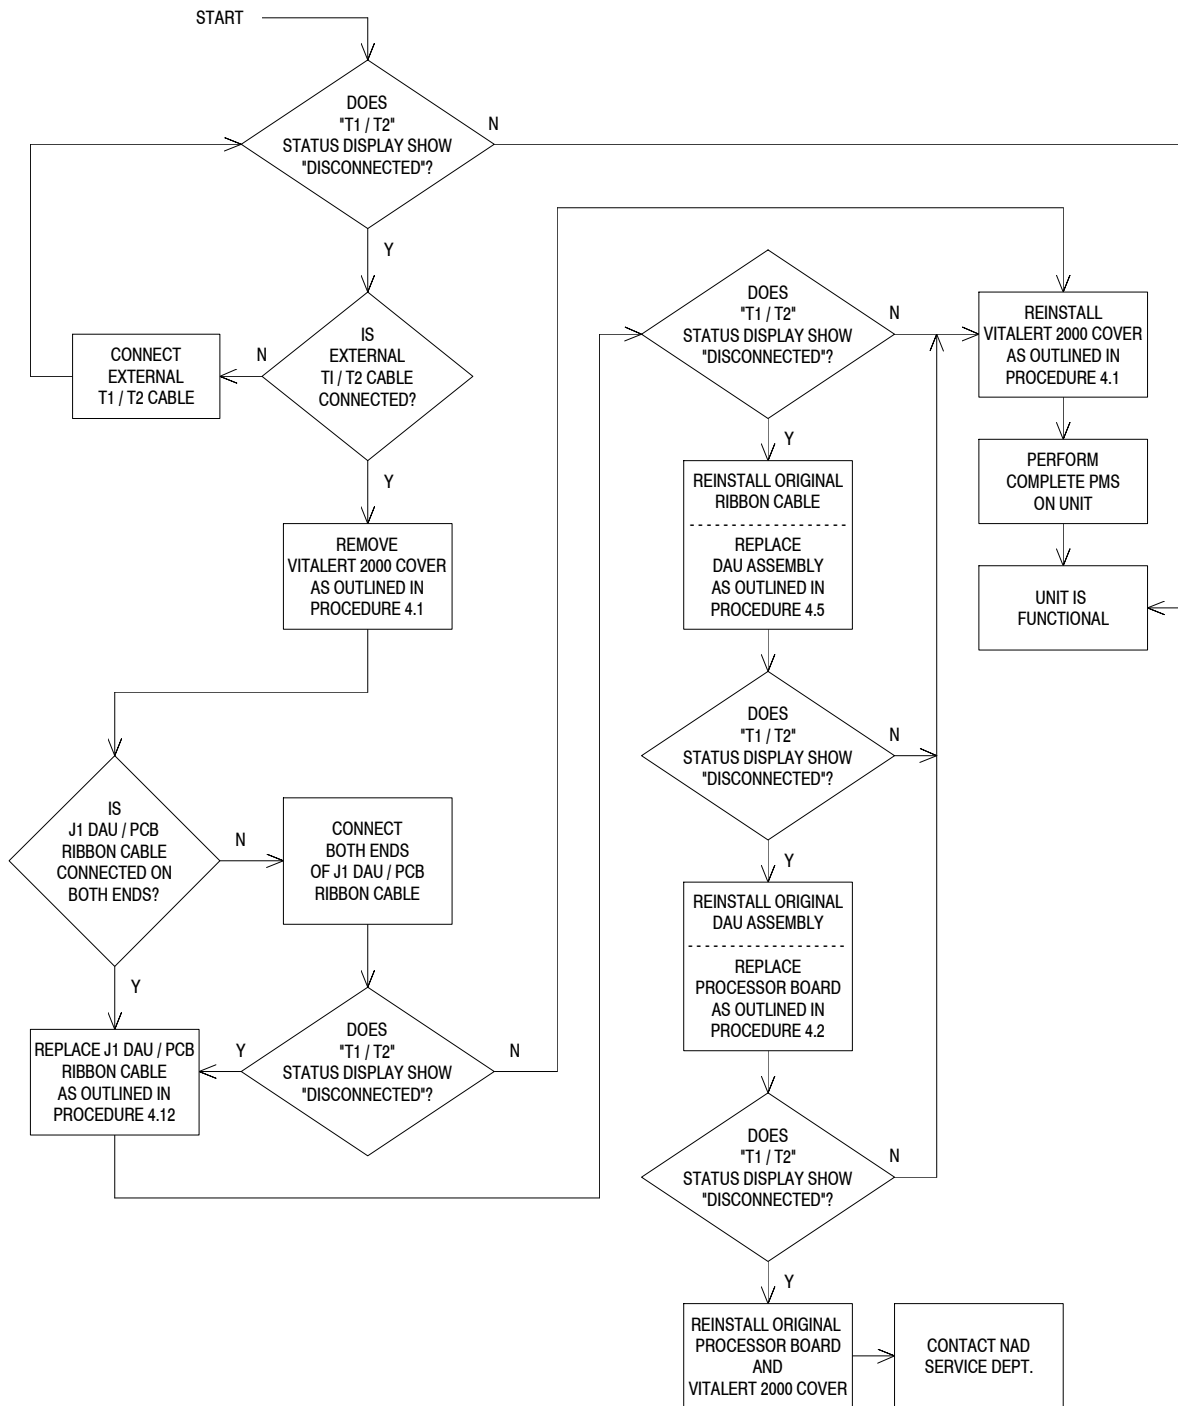 START
DOES
"T1 / T2"
STATUS DISPLAY SHOW
"DISCONNECTED"?
N
Y
IS
EXTERNAL
TI / T2 CABLE
CONNECTED?
N
CONNECT
EXTERNAL
T1 / T2 CABLE
Y
REMOVE
VITALERT 2000 COVER
AS OUTLINED IN
PROCEDURE 4.1
IS
J1 DAU / PCB
RIBBON CABLE
CONNECTED ON
BOTH ENDS?
N
CONNECT
BOTH ENDS
OF J1 DAU / PCB
RIBBON CABLE
Y
REPLACE J1 DAU / PCB
RIBBON CABLE
AS OUTLINED IN
PROCEDURE 4.12
Y
DOES
"T1 / T2"
STATUS DISPLAY SHOW
"DISCONNECTED"?
N
DOES
"T1 / T2"
STATUS DISPLAY SHOW
"DISCONNECTED"?
N
Y
REINSTALL ORIGINAL
RIBBON CABLE
REPLACE
DAU ASSEMBLY
AS OUTLINED IN
PROCEDURE 4.5
DOES
"T1 / T2"
STATUS DISPLAY SHOW
"DISCONNECTED"?
N
Y
REINSTALL ORIGINAL
DAU ASSEMBLY
REPLACE
PROCESSOR BOARD
AS OUTLINED IN
PROCEDURE 4.2
DOES
"T1 / T2"
STATUS DISPLAY SHOW
"DISCONNECTED"?
N
Y
REINSTALL ORIGINAL
PROCESSOR BOARD
AND
VITALERT 2000 COVER
CONTACT NAD
SERVICE DEPT.
REINSTALL
VITALERT 2000 COVER
AS OUTLINED IN
PROCEDURE 4.1
PERFORM
COMPLETE PMS
ON UNIT
UNIT IS
FUNCTIONAL